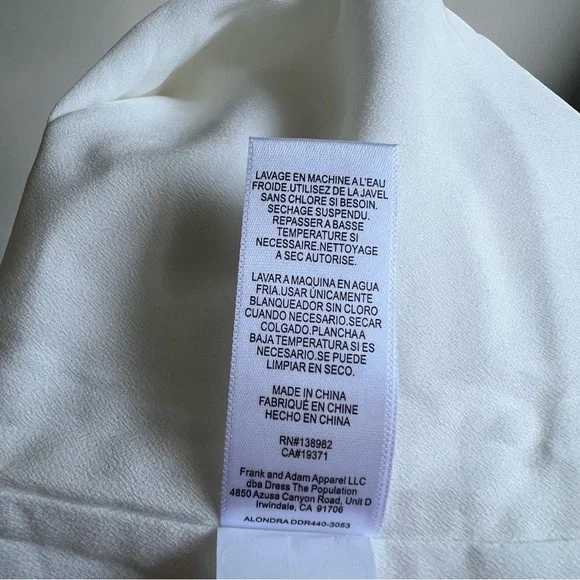 LAVAGE EN MACHINE A L'EAU
FROIDE.UTILISEZ DE LA JAVEL
SANS CHLORE SI BESOIN.
SECHAGE SUSPENDU.
REPASSER A BASSE
TEMPERATURE SI
NECESSAIRE.NETTOYAGE
A SEC AUTORISE.
LAVAR A MAQUINA EN AGUA
FRIA.USAR ÚNICAMENTE
BLANQUEADOR SIN CLORO
CUANDO NECESARIO.SECAR
COLGADO.PLANCHA A
BAJA TEMPERATURA SI ES
NECESARIO.SE PUEDE
LIMPIAR EN SECO.
MADE IN CHINA
FABRIQUÉ EN CHINE
HECHO EN CHINA
RN#138982
CA#19371
Frank and Adam Apparel LLC
dba Dress The Population
4850 Azusa Canyon Road, Unit D
Irwindale, CA 91706
ALONDRA DDR440-3053